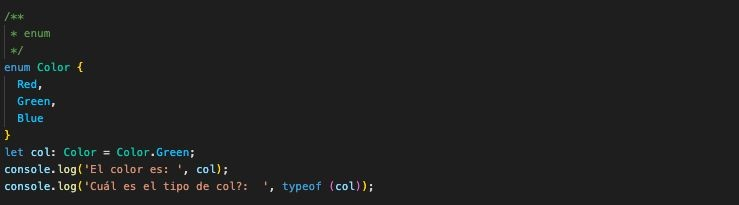 /**
 * enum
 */
enum Color {
  Red,
  Green,
  Blue
}
let col: Color = Color.Green;
console.log('El color es: ', col);
console.log('Cuál es el tipo de col?:  ', typeof (col));